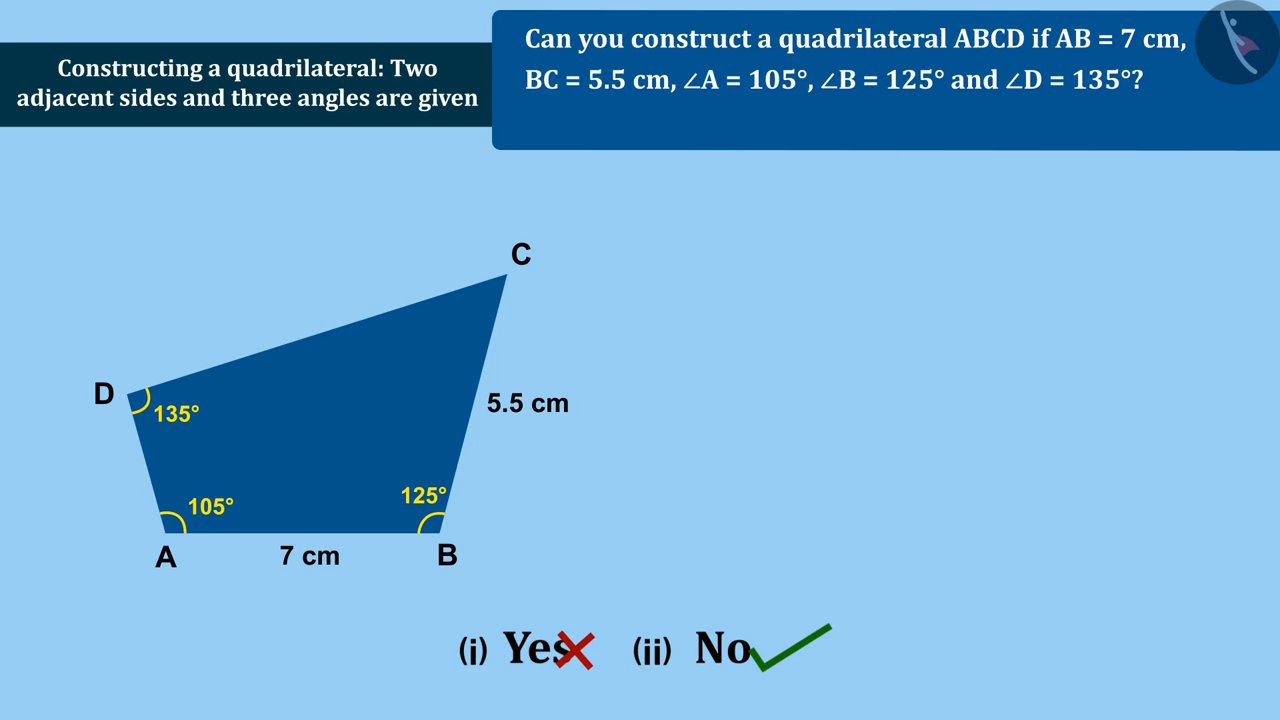 Constructing a quadrilateral: Two
adjacent sides and three angles are given
Can you construct a quadrilateral ABCD if AB = 7 cm,
BC = 5.5 cm, ∠A = 105°, ∠B = 125° and ∠D = 135°?
C
D
135°
5.5 cm
105°
125°
A
7 cm
B
(i) Yes (ii) No